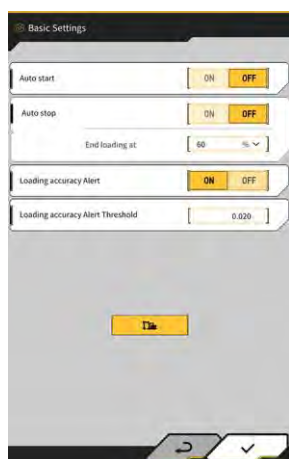 Basic Settings
Auto start ON OFF
Auto stop ON OFF
End loading at 60 %
Loading accuracy Alert ON OFF
Loading accuracy Alert Threshold 0.020